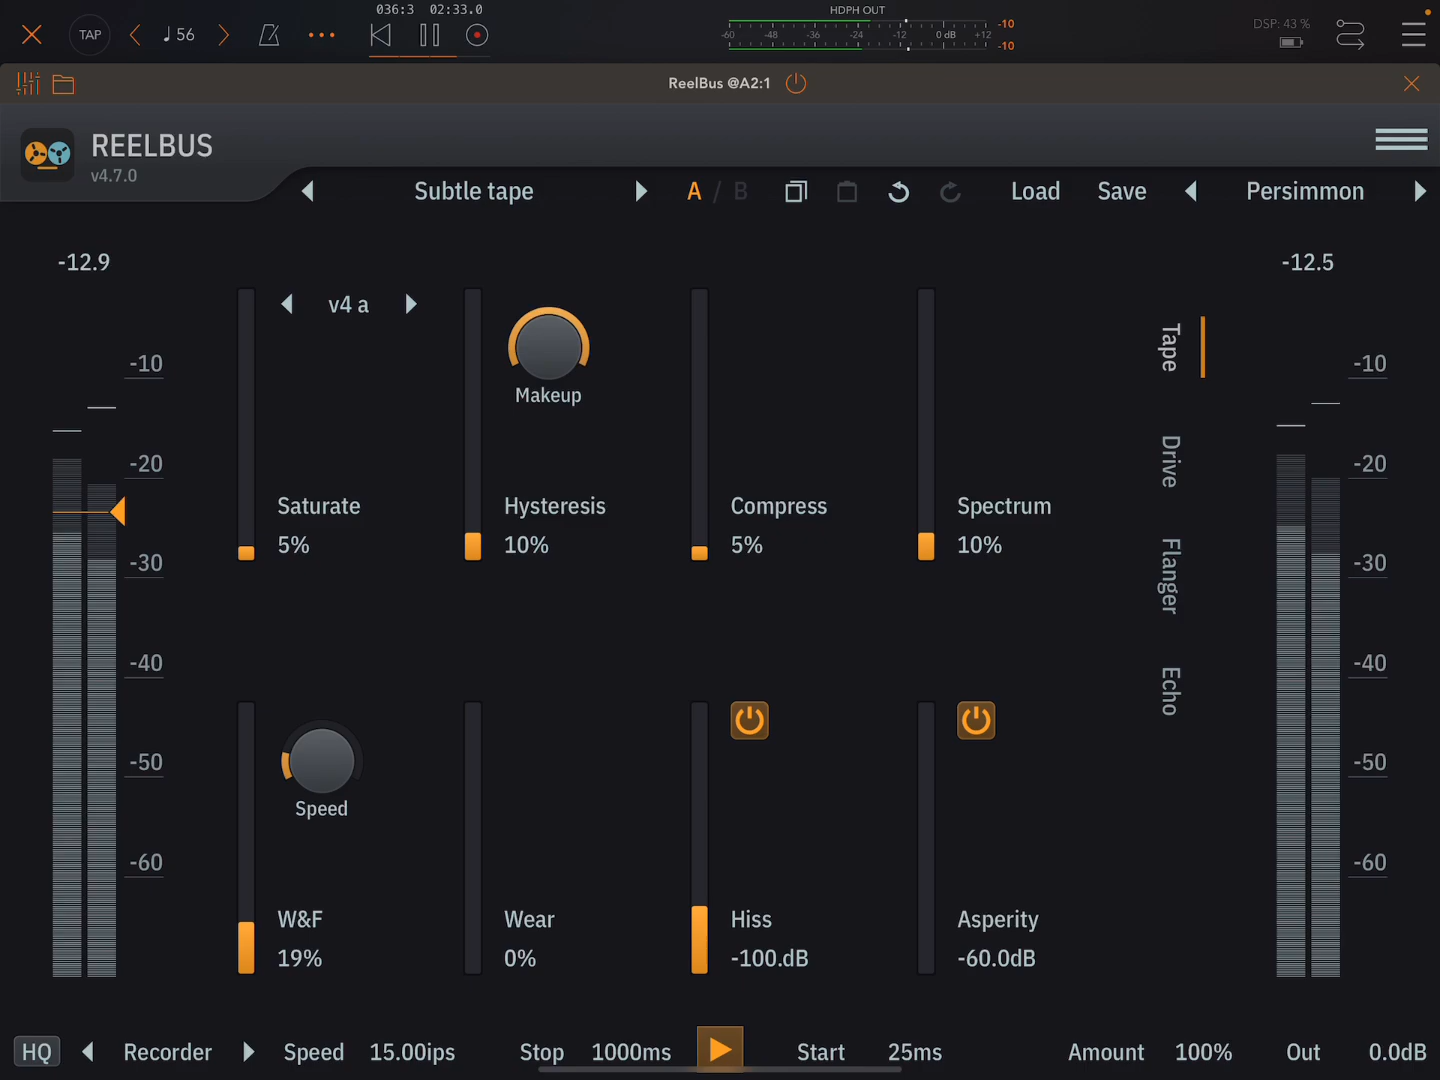 036:3 02:33.0
HDPH OUT
TAP
♩56
-60 -48 -36 -24 -12 0 dB +12
-10
-10
DSP: 43 %
ReelBus @A2:1
REELBUS
v4.7.0
Subtle tape
A / B
Load
Save
Persimmon
-12.9
-12.5
v4 a
Makeup
-10
-20
-30
-40
-50
-60
Saturate
5%
Hysteresis
10%
Compress
5%
Spectrum
10%
Tape
Drive
Flanger
Echo
-10
-20
-30
-40
-50
-60
Speed
W&F
19%
Wear
0%
Hiss
-100.dB
Asperity
-60.0dB
HQ
Recorder
Speed 15.00ips
Stop 1000ms
Start 25ms
Amount 100%
Out 0.0dB